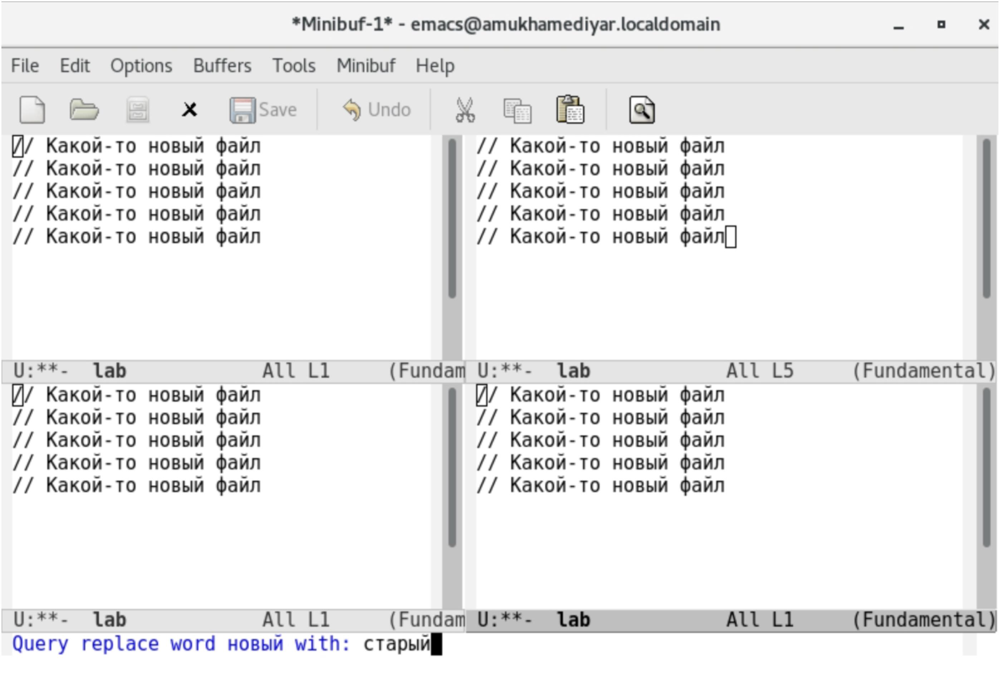 *Minibuf-1* - emacs@amukhamediyar.localdomain
File Edit Options Buffers Tools Minibuf Help
Save Undo
// Какой-то новый файл
// Какой-то новый файл
// Какой-то новый файл
// Какой-то новый файл
// Какой-то новый файл
U:**- lab All L1 (Fundam
// Какой-то новый файл
// Какой-то новый файл
// Какой-то новый файл
// Какой-то новый файл
// Какой-то новый файл
U:**- lab All L5 (Fundamental)
// Какой-то новый файл
// Какой-то новый файл
// Какой-то новый файл
// Какой-то новый файл
// Какой-то новый файл
U:**- lab All L1 (Fundam
// Какой-то новый файл
// Какой-то новый файл
// Какой-то новый файл
// Какой-то новый файл
// Какой-то новый файл
U:**- lab All L1 (Fundamental)
Query replace word новый with: старый